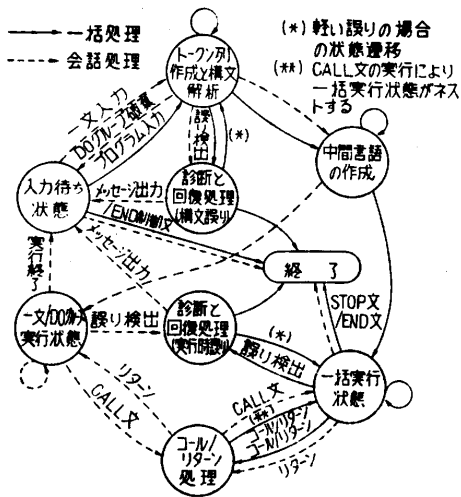 一括処理
会話処理
(*) 軽い誤りの場合
の状態遷移
(**) CALL文の実行により
一括実行状態がネス
トする
トークン列
作成と構文
解析
一文入力
DOグループ
プログラム入力
誤り検出
(*)
中間言語
の作成
入力待ち
状態
メッセージ出力
/END
診断と
回復処理
(構文誤り)
メッセージ出力
終了
実行終了
STOP文
/END文
一文/DOグループ
実行状態
誤り検出
診断と
回復処理
(実行時誤り)
(*)
誤り検出
一括実行
状態
リターン
CALL文
CALL文
(**)
コール/リターン
コール/リターン
リターン
コール/
リターン
処理